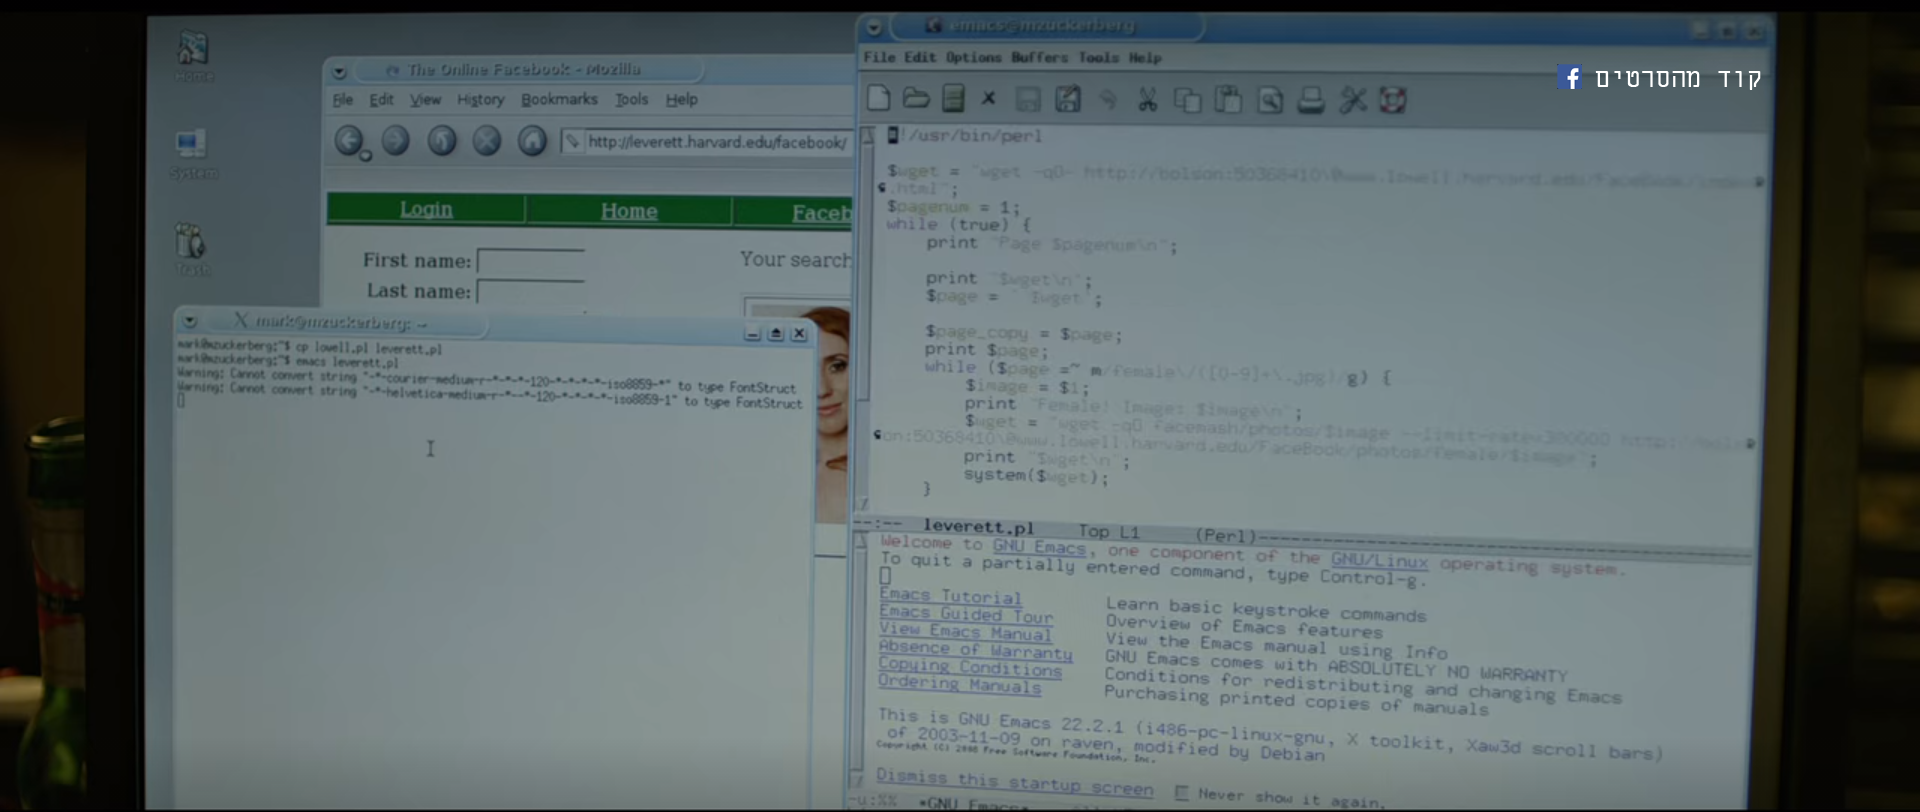 Home
System
Trash
The Online Facebook - Mozilla
File Edit View History Bookmarks Tools Help
http://leverett.harvard.edu/facebook/
Login Home Faceb
First name:
Last name:
Your search
mark@mzuckerberg: ~
mark@mzuckerberg:~$ cp lowell.pl leverett.pl
mark@mzuckerberg:~$ emacs leverett.pl
Warning: Cannot convert string "-*-courier-medium-r-*-*-*-120-*-*-*-*-iso8859-*" to type FontStruct
Warning: Cannot convert string "-*-helvetica-medium-r-*--*-120-*-*-*-*-iso8859-1" to type FontStruct
emacs@mzuckerberg
File Edit Options Buffers Tools Help
קוד מהסרטים
#!/usr/bin/perl
$wget = "wget -qO- http://bolson:50368410\@www.lowell.harvard.edu/FaceBook/
.html";
$pagenum = 1;
while (true) {
print "Page $pagenum\n";
print "$wget\n";
$page = `$wget`;
$page_copy = $page;
print $page;
while ($page =~ m/female\/([0-9]+\.jpg)/g) {
$image = $1;
print "Female! Image: $image\n";
$wget = "wget -qO facemash/photos/$image --limit-rate=300000 http://bols
on:50368410\@www.lowell.harvard.edu/FaceBook/photos/female/$image";
print "$wget\n";
system($wget);
}
--:-- leverett.pl Top L1 (Perl)
Welcome to GNU Emacs, one component of the GNU/Linux operating system.
To quit a partially entered command, type Control-g.
Emacs Tutorial Learn basic keystroke commands
Emacs Guided Tour Overview of Emacs features
View Emacs Manual View the Emacs manual using Info
Absence of Warranty GNU Emacs comes with ABSOLUTELY NO WARRANTY
Copying Conditions Conditions for redistributing and changing Emacs
Ordering Manuals Purchasing printed copies of manuals
This is GNU Emacs 22.2.1 (i486-pc-linux-gnu, X toolkit, Xaw3d scroll bars)
of 2003-11-09 on raven, modified by Debian
Copyright (C) 2008 Free Software Foundation, Inc.
Dismiss this startup screen Never show it again.
-u:%% *GNU Emacs*